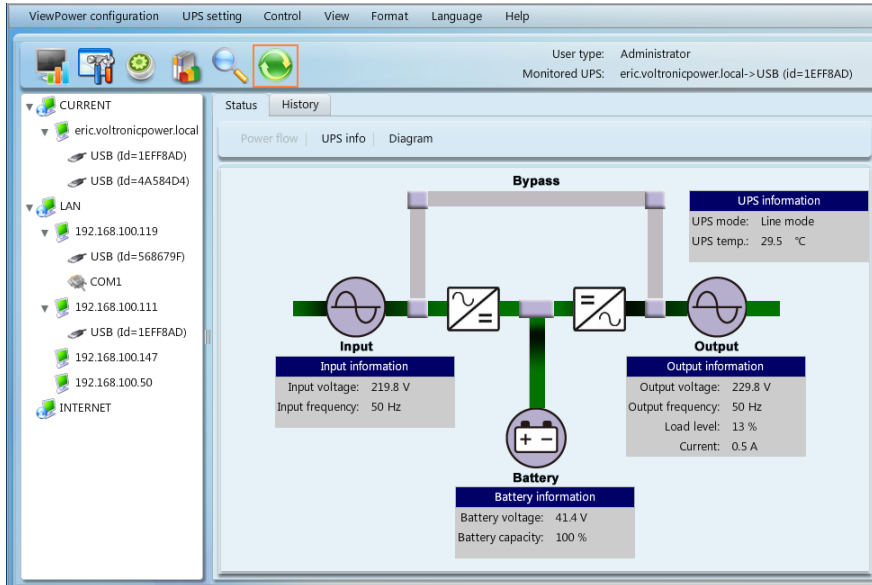 ViewPower configuration UPS setting Control View Format Language Help
User type: Administrator
Monitored UPS: eric.voltronicpower.local->USB (id=1EFF8AD)
CURRENT
eric.voltronicpower.local
USB (Id=1EFF8AD)
USB (Id=4A584D4)
LAN
192.168.100.119
USB (Id=568679F)
COM1
192.168.100.111
USB (Id=1EFF8AD)
192.168.100.147
192.168.100.50
INTERNET
Status History
Power flow UPS info Diagram
Bypass
UPS information
UPS mode: Line mode
UPS temp.: 29.5 ℃
Input
Input information
Input voltage: 219.8 V
Input frequency: 50 Hz
Output
Output information
Output voltage: 229.8 V
Output frequency: 50 Hz
Load level: 13 %
Current: 0.5 A
Battery
Battery information
Battery voltage: 41.4 V
Battery capacity: 100 %